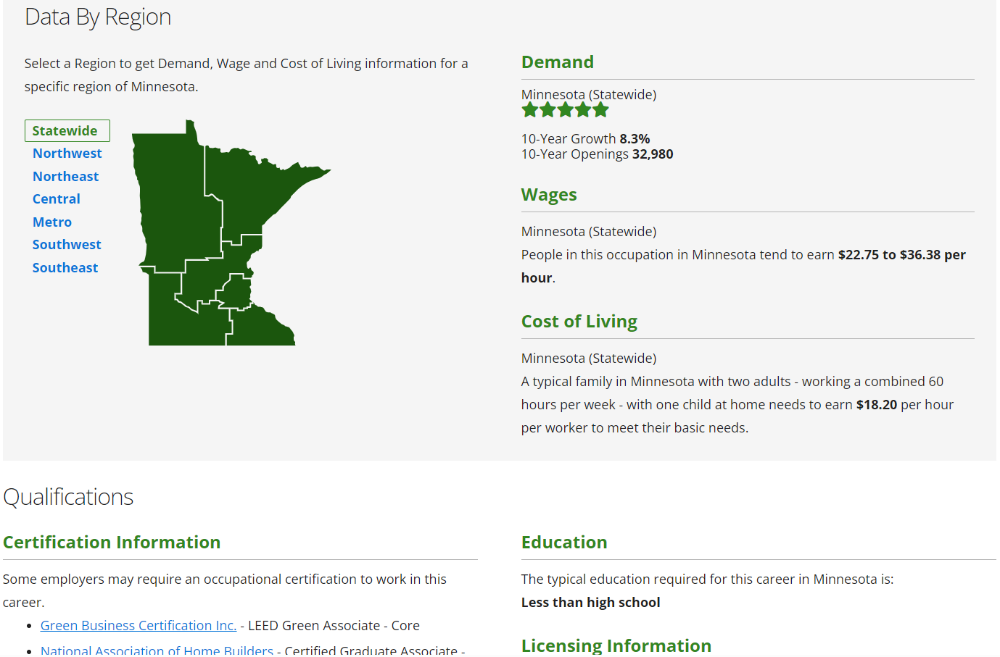 Data By Region
Select a Region to get Demand, Wage and Cost of Living information for a
specific region of Minnesota.
Statewide
Northwest
Northeast
Central
Metro
Southwest
Southeast
Demand
Minnesota (Statewide)
10-Year Growth 8.3%
10-Year Openings 32,980
Wages
Minnesota (Statewide)
People in this occupation in Minnesota tend to earn $22.75 to $36.38 per
hour.
Cost of Living
Minnesota (Statewide)
A typical family in Minnesota with two adults - working a combined 60
hours per week - with one child at home needs to earn $18.20 per hour
per worker to meet their basic needs.
Qualifications
Certification Information
Some employers may require an occupational certification to work in this
career.
• Green Business Certification Inc. - LEED Green Associate - Core
• National Association of Home Builders - Certified Graduate Associate -
Education
The typical education required for this career in Minnesota is:
Less than high school
Licensing Information